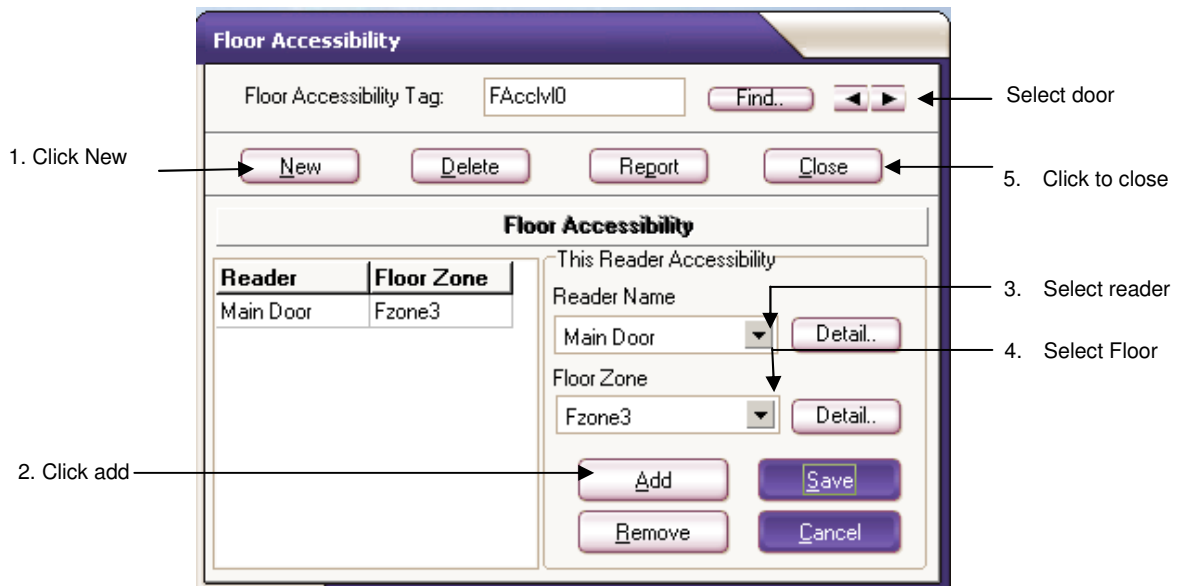 Floor Accessibility
Floor Accessibility Tag: FAcclvl0 Find.. Select door
1. Click New
New Delete Report Close
5. Click to close
Floor Accessibility
Reader Floor Zone
Main Door Fzone3
This Reader Accessibility
Reader Name
Main Door Detail..
3. Select reader
4. Select Floor
Floor Zone
Fzone3 Detail..
2. Click add
Add Save
Remove Cancel